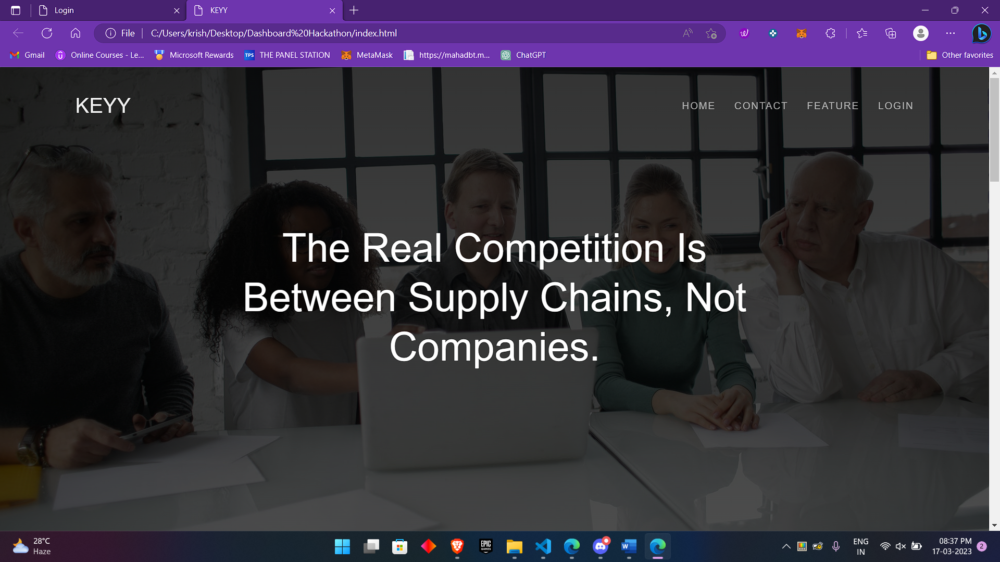 Login
KEYY
File
C:/Users/krish/Desktop/Dashboard%20Hackathon/index.html
Gmail
Online Courses - Le...
Microsoft Rewards
TPS
THE PANEL STATION
MetaMask
https://mahadbt.m...
ChatGPT
Other favorites
KEYY
HOME
CONTACT
FEATURE
LOGIN
The Real Competition Is
Between Supply Chains, Not
Companies.
28°C
Haze
EPIC
GAMES
ENG
IN
08:37 PM
17-03-2023
2